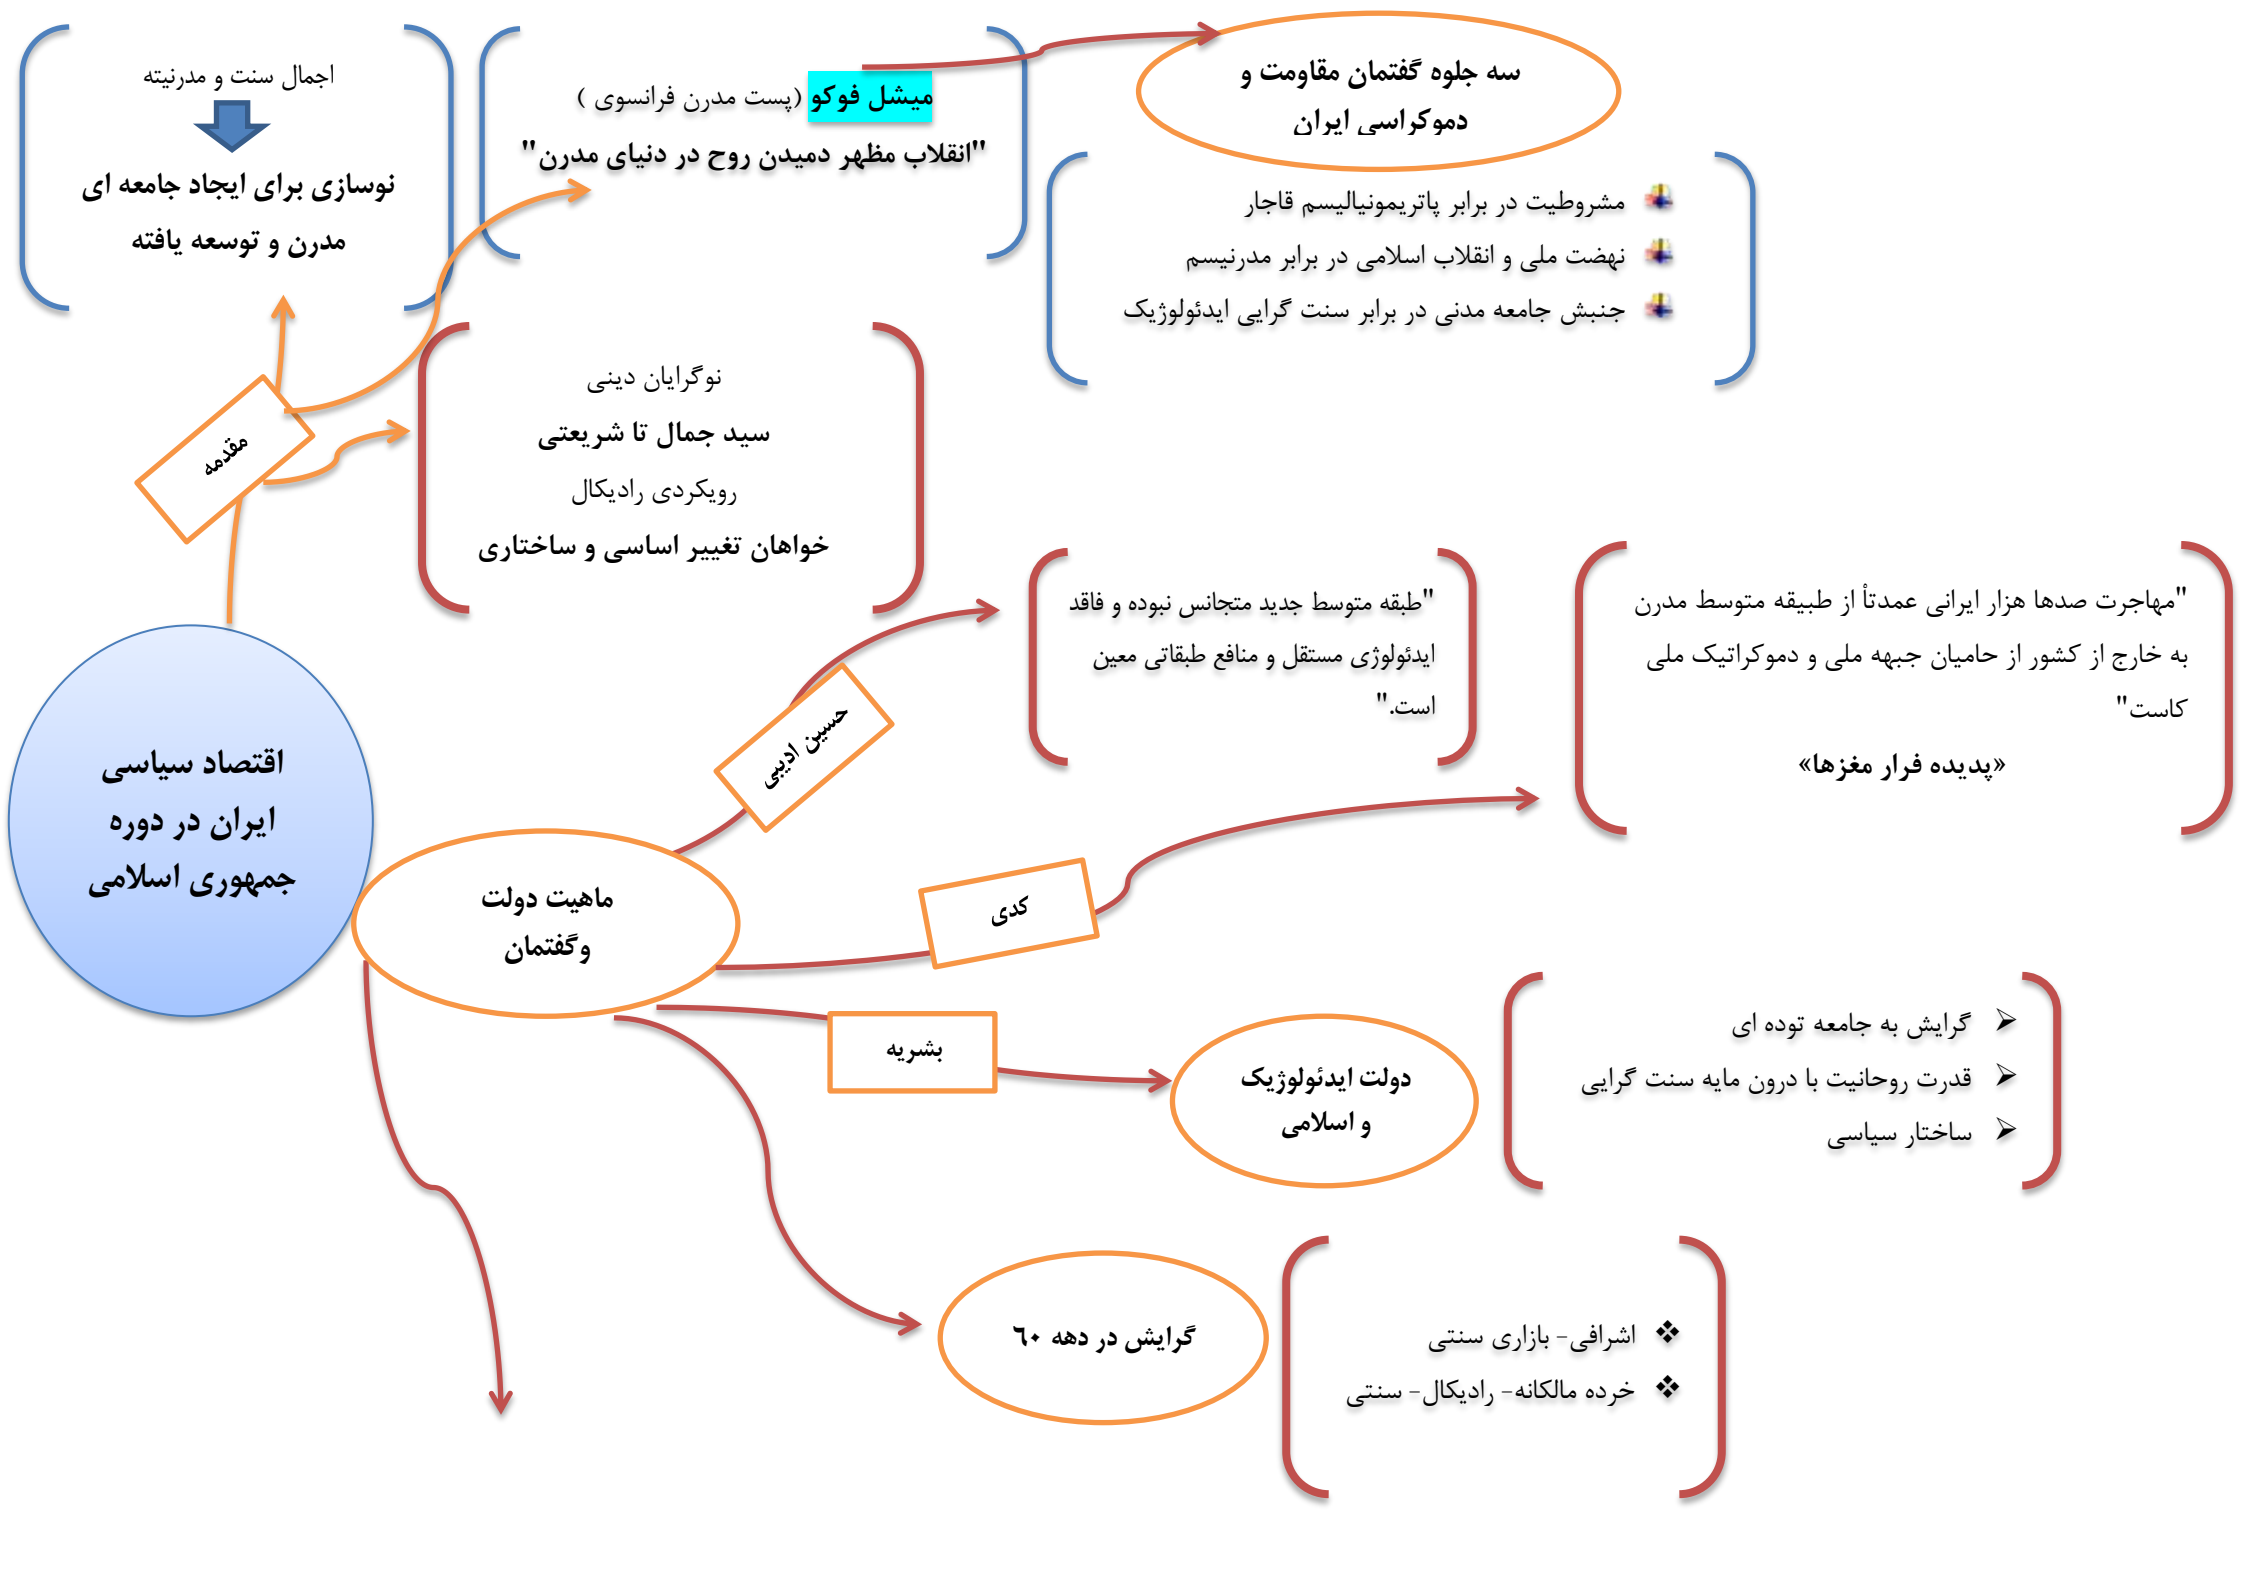 اجمال سنت و مدرنیته
نوسازی برای ایجاد جامعه ای
مدرن و توسعه یافته
میشل فوکو (پست مدرن فرانسوی )
"انقلاب مظهر دمیدن روح در دنیای مدرن"
سه جلوه گفتمان مقاومت و
دموکراسی ایران
مشروطیت در برابر پاتریمونیالیسم قاجار
نهضت ملی و انقلاب اسلامی در برابر مدرنیسم
جنبش جامعه مدنی در برابر سنت گرایی ایدئولوژیک
مقدمه
نوگرایان دینی
سید جمال تا شریعتی
رویکردی رادیکال
خواهان تغییر اساسی و ساختاری
اقتصاد سیاسی
ایران در دوره
جمهوری اسلامی
ماهیت دولت
وگفتمان
حسین ادیبی
"طبقه متوسط جدید متجانس نبوده و فاقد
ایدئولوژی مستقل و منافع طبقاتی معین
است."
کدی
"مهاجرت صدها هزار ایرانی عمدتأ از طبیقه متوسط مدرن
به خارج از کشور از حامیان جبهه ملی و دموکراتیک ملی
کاست"
«پدیده فرار مغزها»
بشریه
دولت ایدئولوژیک
و اسلامی
گرایش به جامعه توده ای
قدرت روحانیت با درون مایه سنت گرایی
ساختار سیاسی
گرایش در دهه ٦٠
اشرافی- بازاری سنتی
خرده مالکانه- رادیکال- سنتی